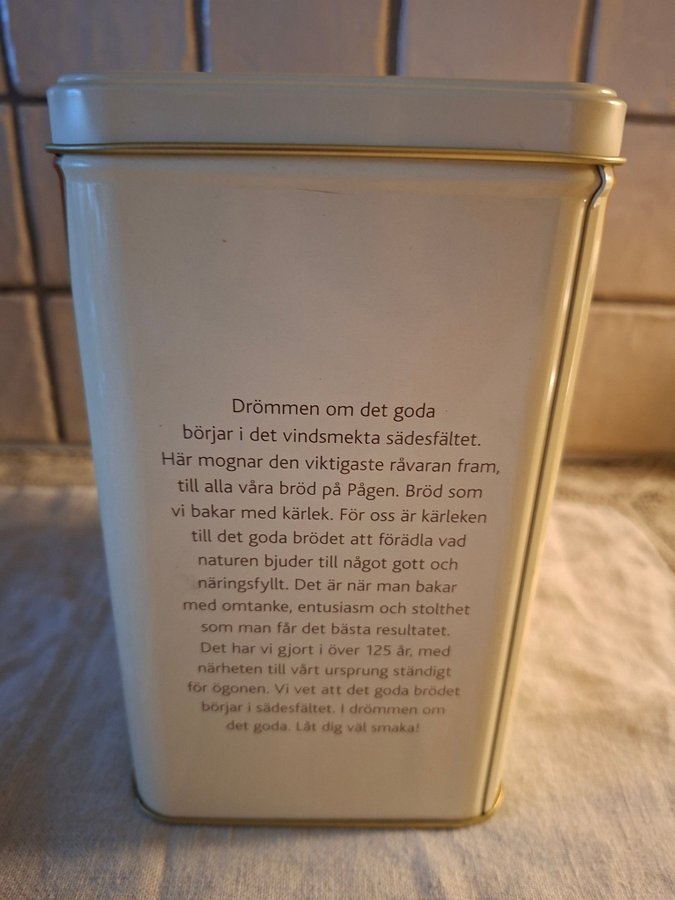 Drömmen om det goda
börjar i det vindsmekta sädesfältet.
Här mognar den viktigaste råvaran fram,
till alla våra bröd på Pågen. Bröd som
vi bakar med kärlek. För oss är kärleken
till det goda brödet att förädla vad
naturen bjuder till något gott och
näringsfyllt. Det är när man bakar
med omtanke, entusiasm och stolthet
som man får det bästa resultatet.
Det har vi gjort i över 125 år, med
närheten till vårt ursprung ständigt
för ögonen. Vi vet att det goda brödet
börjar i sädesfältet. I drömmen om
det goda. Låt dig väl smaka!